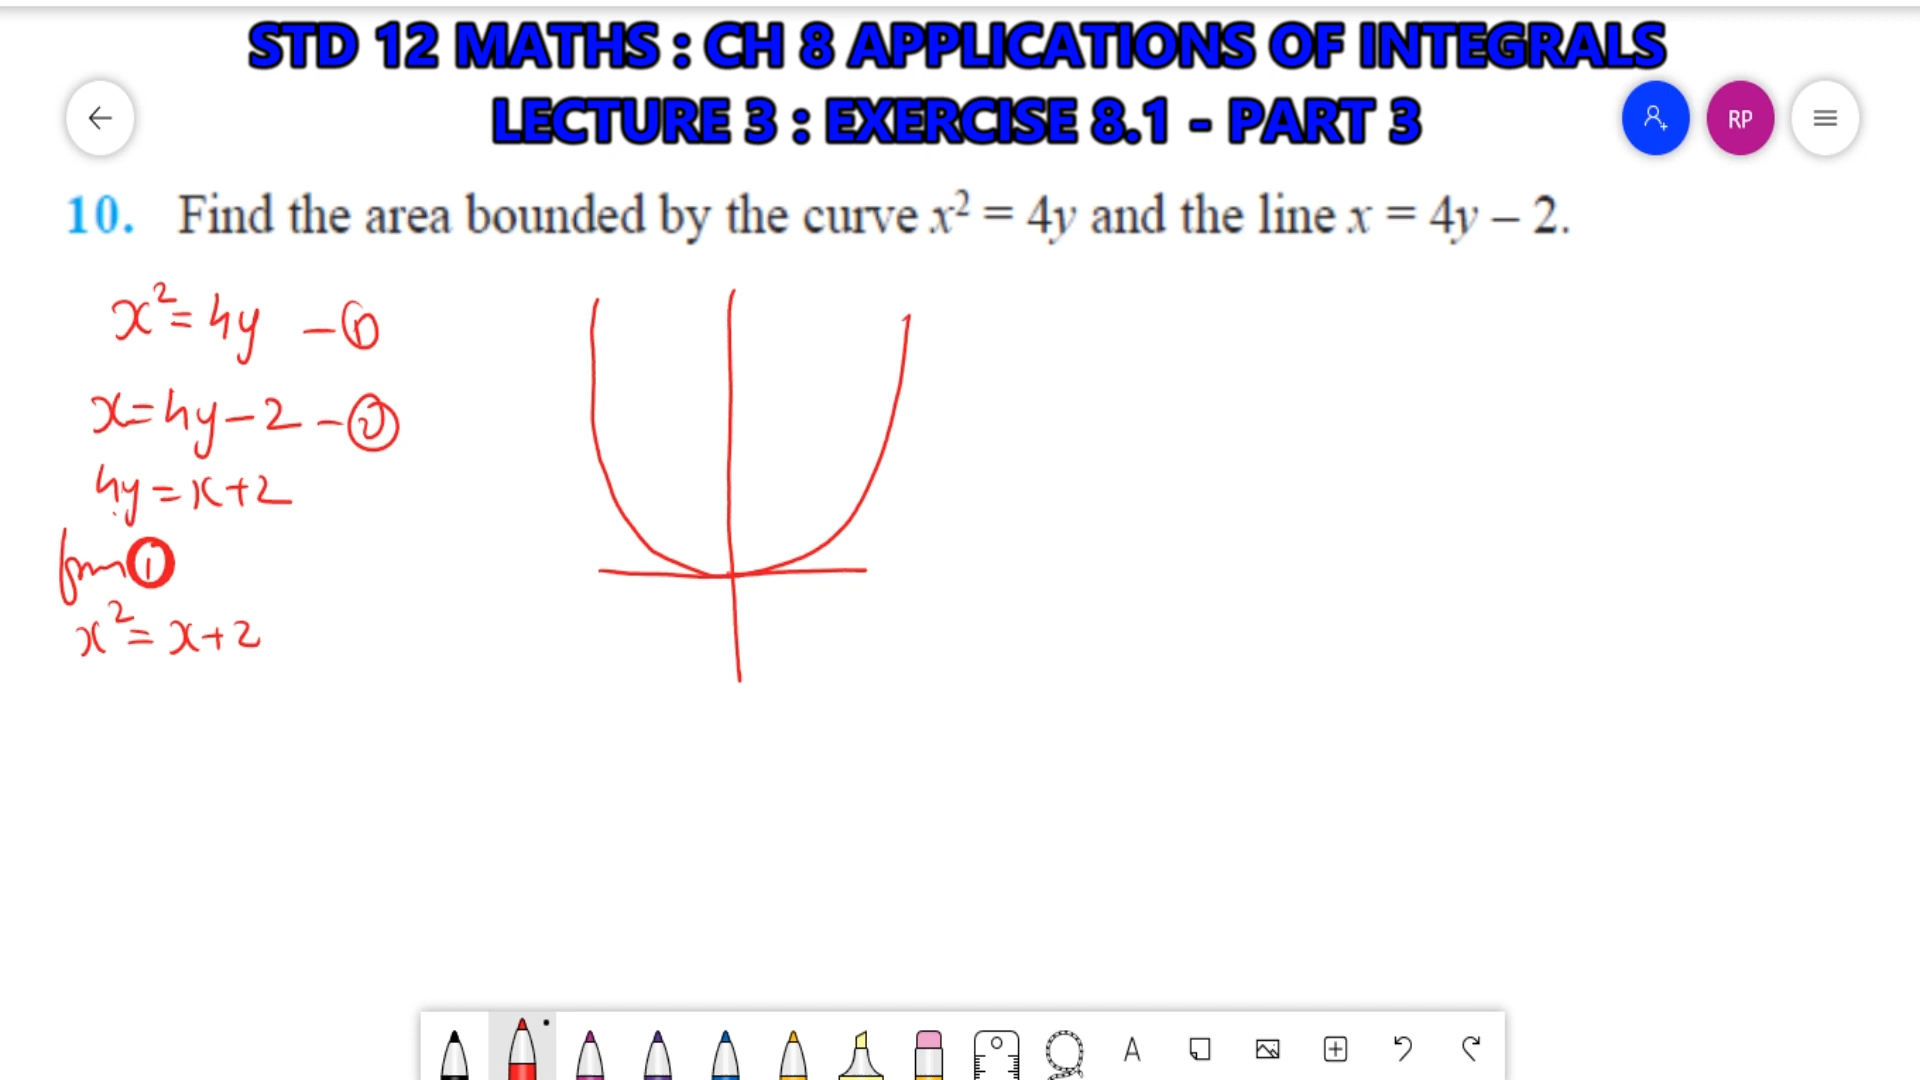 STD 12 MATHS : CH 8 APPLICATIONS OF INTEGRALS
LECTURE 3 : EXERCISE 8.1 - PART 3
RP
10. Find the area bounded by the curve x² = 4y and the line x = 4y – 2.
x² = 4y – ①
x = 4y – 2 – ②
4y = x + 2
from ①
x² = x + 2
A